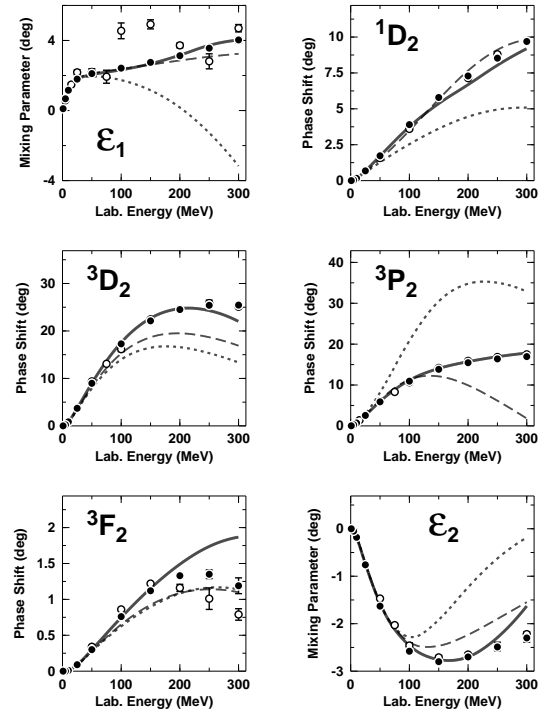 Mixing Parameter (deg)
4
0
-4
ε1
0 100 200 300
Lab. Energy (MeV)
Phase Shift (deg)
10
7.5
5
2.5
0
¹D₂
0 100 200 300
Lab. Energy (MeV)
Phase Shift (deg)
30
20
10
0
³D₂
0 100 200 300
Lab. Energy (MeV)
Phase Shift (deg)
40
30
20
10
0
³P₂
0 100 200 300
Lab. Energy (MeV)
Phase Shift (deg)
2
1.5
1
0.5
0
³F₂
0 100 200 300
Lab. Energy (MeV)
Mixing Parameter (deg)
0
-1
-2
-3
ε₂
0 100 200 300
Lab. Energy (MeV)